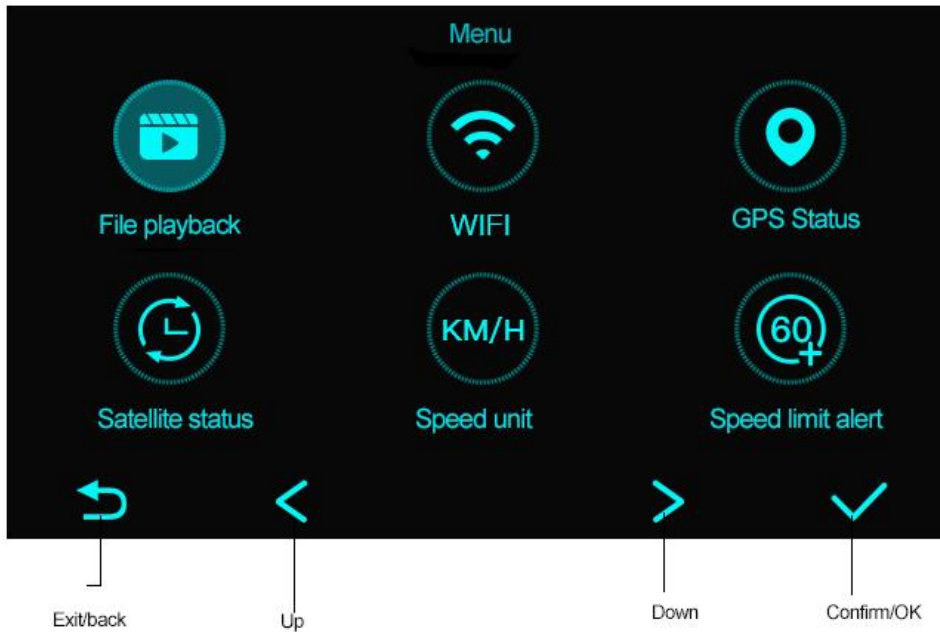 Menu
File playback
WIFI
GPS Status
KM/H
60
Satellite status
Speed unit
Speed limit alert
Exit/back
Up
Down
Confirm/OK